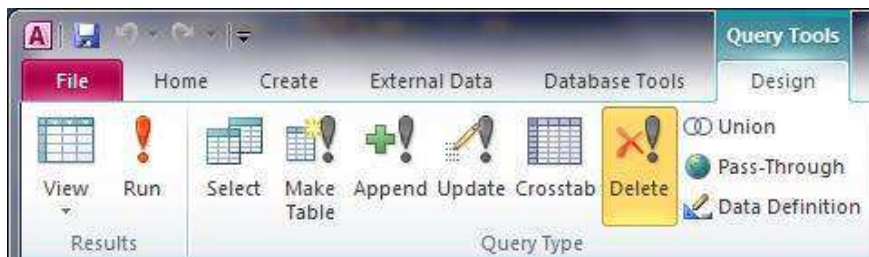 A
Query Tools
File Home Create External Data Database Tools Design
View Run Select Make Table Append Update Crosstab Delete
Union
Pass-Through
Data Definition
Results Query Type